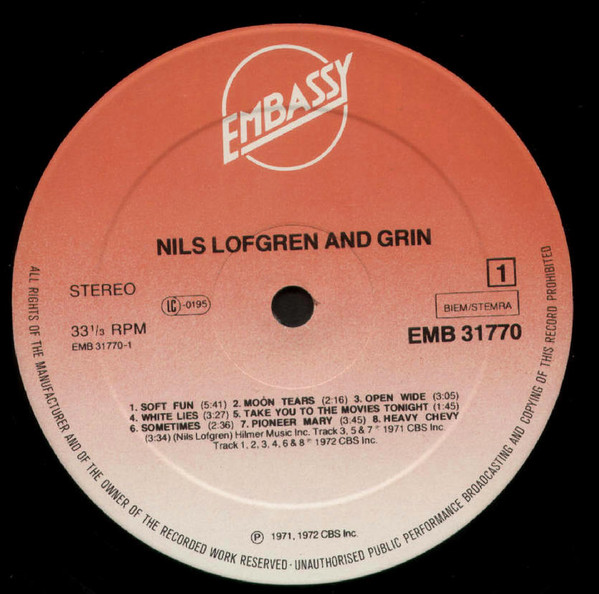 EMBASSY
NILS LOFGREN AND GRIN
STEREO
LC-0195
1
BIEM/STEMRA
33 1/3 RPM
EMB 31770-1
EMB 31770
1. SOFT FUN (5:41) 2. MOON TEARS (2:16) 3. OPEN WIDE (3:05)
4. WHITE LIES (3:27) 5. TAKE YOU TO THE MOVIES TONIGHT (1:45)
6. SOMETIMES (2:36) 7. PIONEER MARY (3:45) 8. HEAVY CHEVY
(3:34) (Nils Lofgren) Hilmer Music Inc. Track 3, 5 & 7 ℗ 1971 CBS Inc.
Track 1, 2, 3, 4, 6 & 8 ℗ 1972 CBS Inc.
℗ 1971, 1972 CBS Inc.
ALL RIGHTS OF THE MANUFACTURER AND OF THE OWNER OF THE RECORDED WORK RESERVED · UNAUTHORISED PUBLIC PERFORMANCE BROADCASTING AND COPYING OF THIS RECORD PROHIBITED